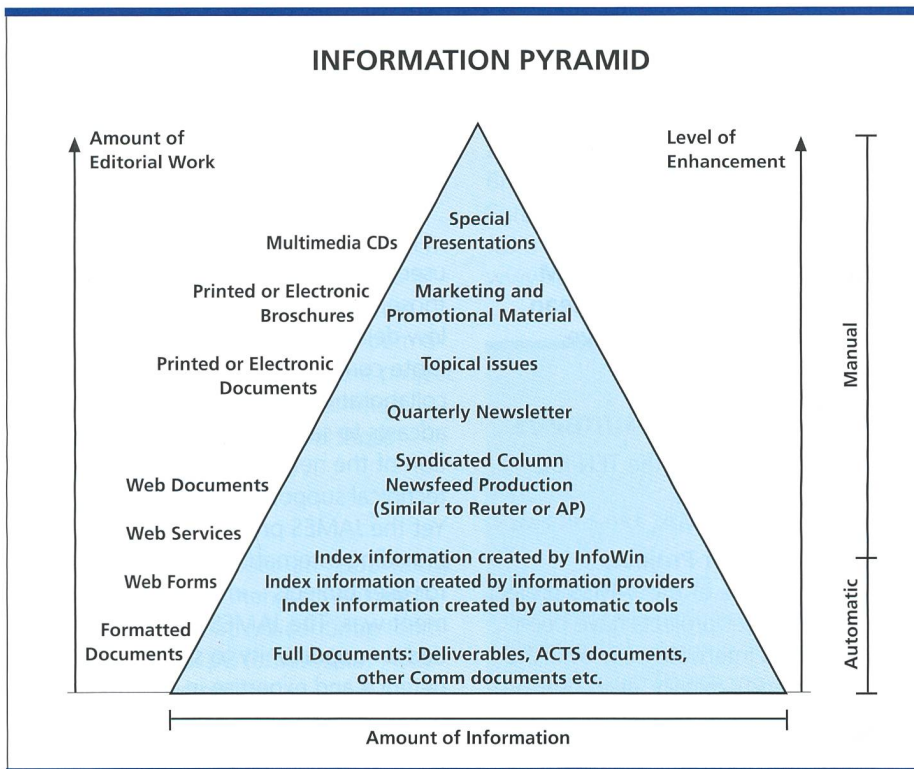 INFORMATION PYRAMID
Amount of
Editorial Work
Level of
Enhancement
Multimedia CDs
Special
Presentations
Printed or Electronic
Broschures
Marketing and
Promotional Material
Printed or Electronic
Documents
Topical issues
Quarterly Newsletter
Web Documents
Syndicated Column
Newsfeed Production
(Similar to Reuter or AP)
Web Services
Web Forms
Index information created by InfoWin
Index information created by information providers
Index information created by automatic tools
Formatted
Documents
Full Documents: Deliverables, ACTS documents,
other Comm documents etc.
Manual
Automatic
Amount of Information